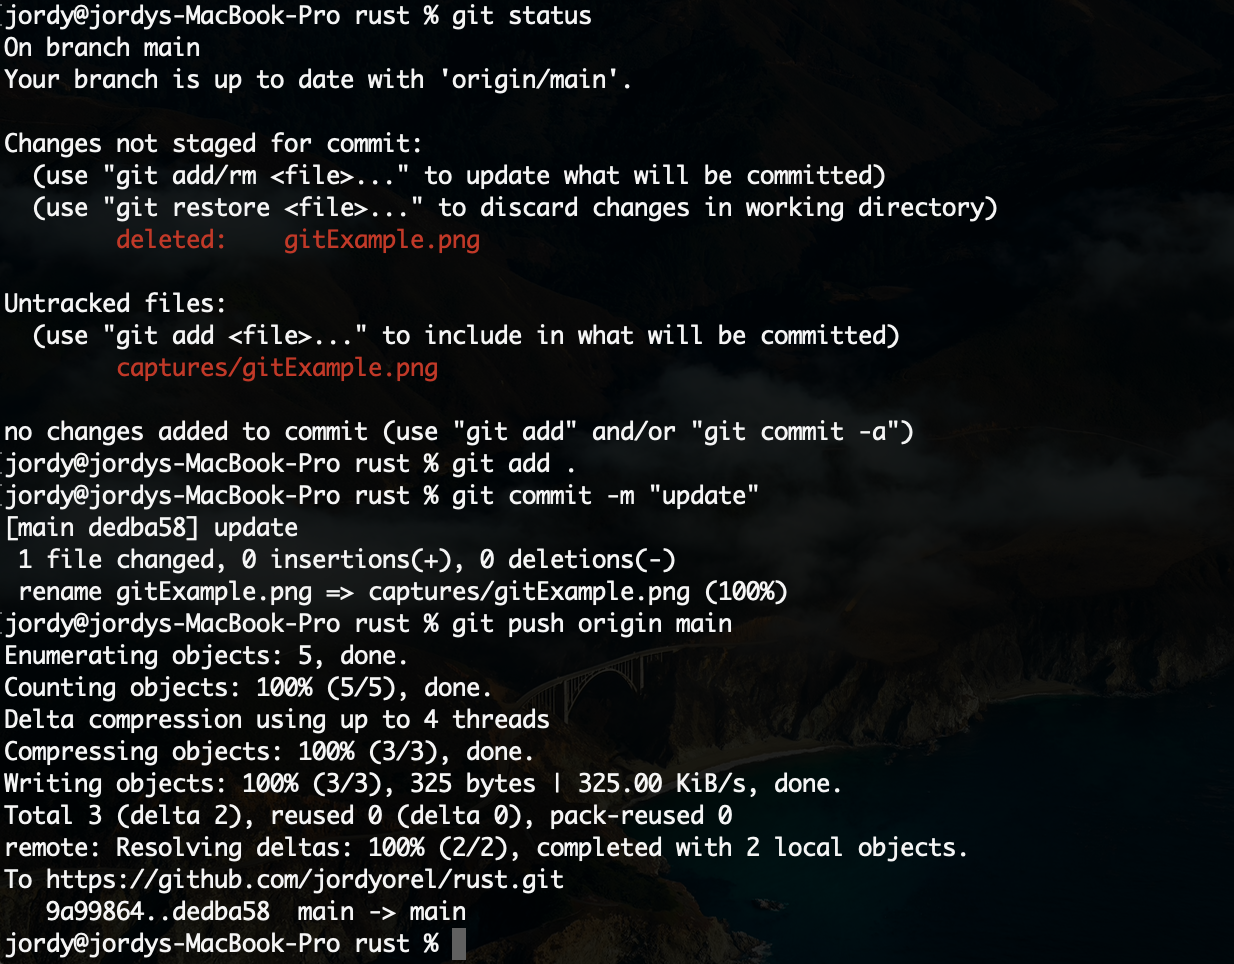 jordy@jordys-MacBook-Pro rust % git status
On branch main
Your branch is up to date with 'origin/main'.

Changes not staged for commit:
  (use "git add/rm <file>..." to update what will be committed)
  (use "git restore <file>..." to discard changes in working directory)
        deleted:    gitExample.png

Untracked files:
  (use "git add <file>..." to include in what will be committed)
        captures/gitExample.png

no changes added to commit (use "git add" and/or "git commit -a")
jordy@jordys-MacBook-Pro rust % git add .
jordy@jordys-MacBook-Pro rust % git commit -m "update"
[main dedba58] update
 1 file changed, 0 insertions(+), 0 deletions(-)
 rename gitExample.png => captures/gitExample.png (100%)
jordy@jordys-MacBook-Pro rust % git push origin main
Enumerating objects: 5, done.
Counting objects: 100% (5/5), done.
Delta compression using up to 4 threads
Compressing objects: 100% (3/3), done.
Writing objects: 100% (3/3), 325 bytes | 325.00 KiB/s, done.
Total 3 (delta 2), reused 0 (delta 0), pack-reused 0
remote: Resolving deltas: 100% (2/2), completed with 2 local objects.
To https://github.com/jordyorel/rust.git
   9a99864..dedba58  main -> main
jordy@jordys-MacBook-Pro rust %